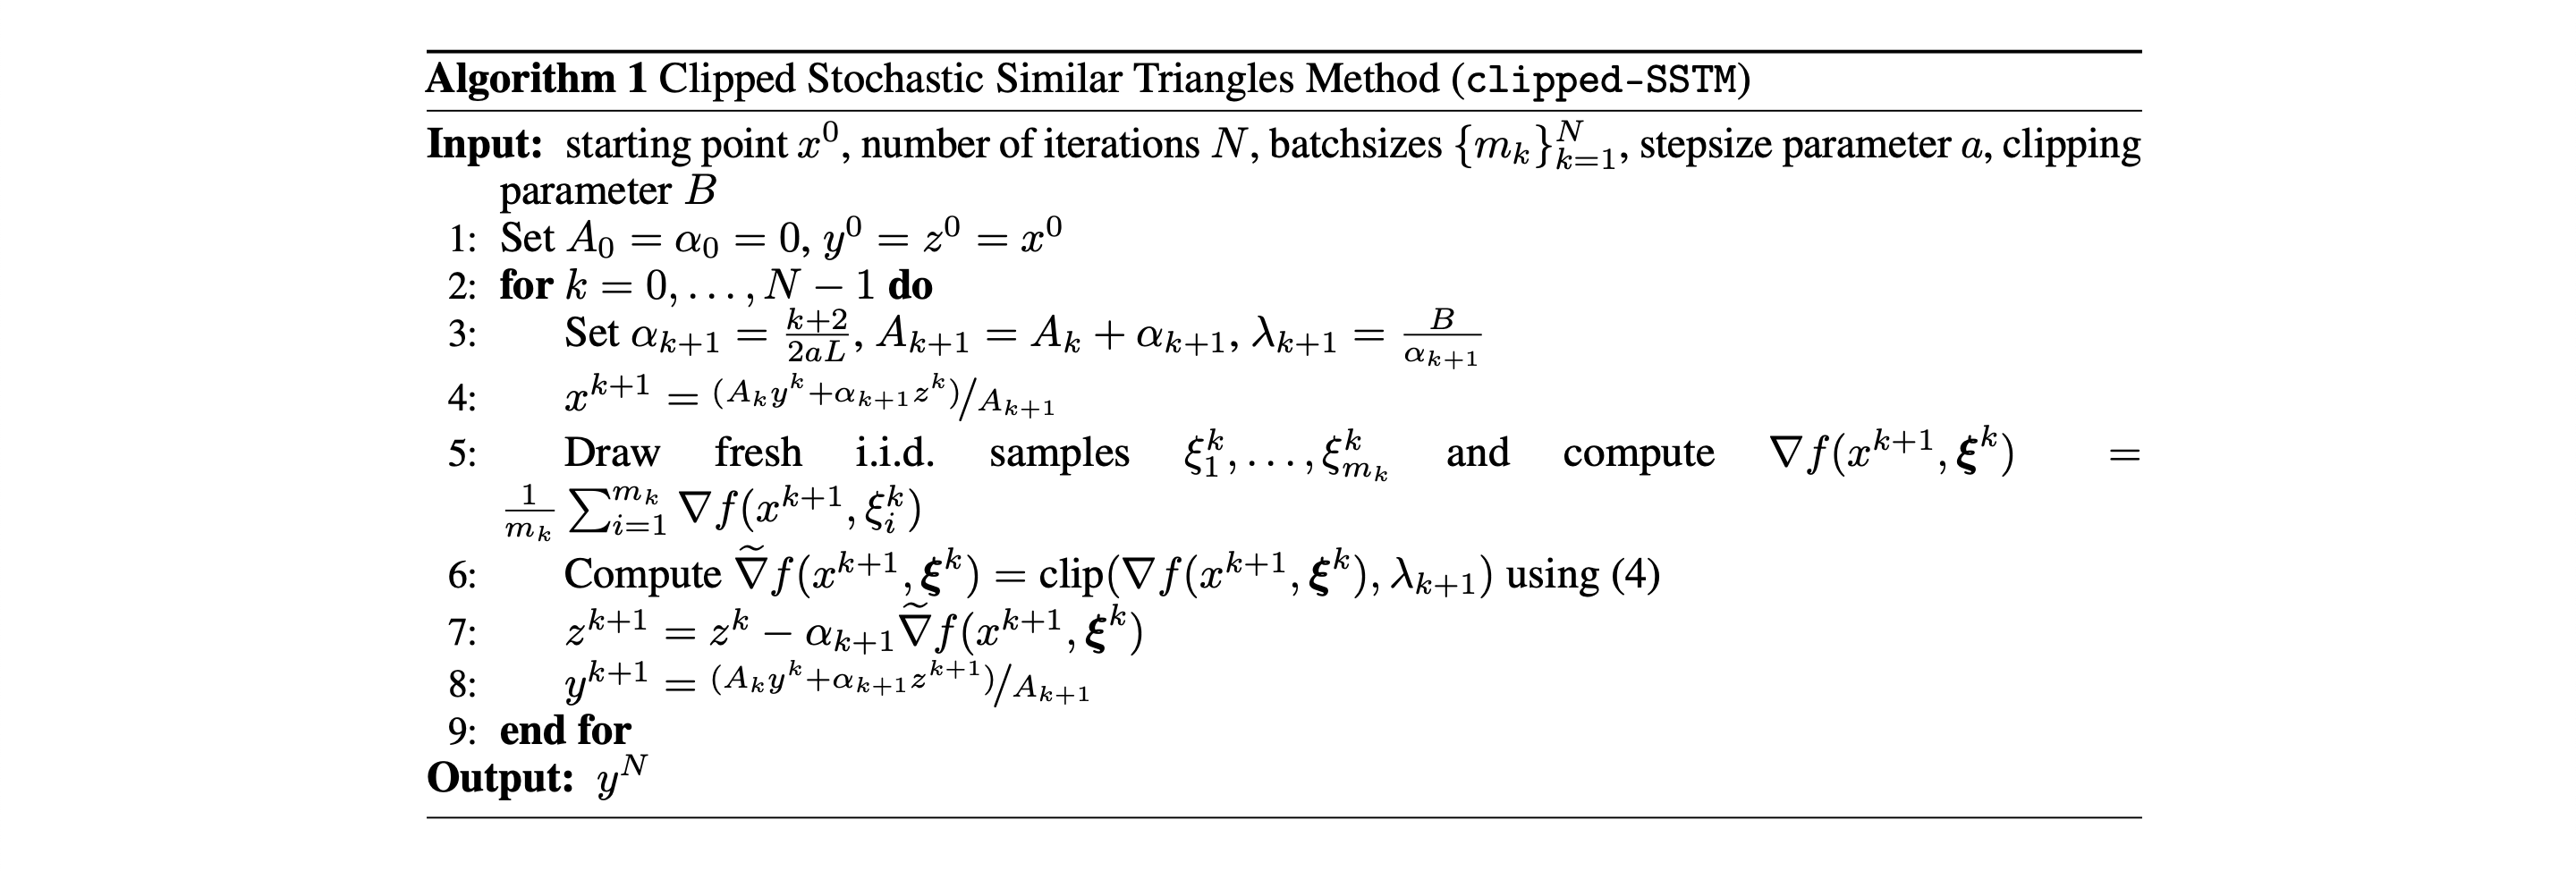 Algorithm 1 Clipped Stochastic Similar Triangles Method (clipped-SSTM)
Input: starting point $x^0$, number of iterations $N$, batchsizes $\{m_k\}_{k=1}^N$, stepsize parameter $a$, clipping
parameter $B$
1: Set $A_0 = \alpha_0 = 0$, $y^0 = z^0 = x^0$
2: for $k = 0, \ldots, N - 1$ do
3: Set $\alpha_{k+1} = \frac{k+2}{2aL}$, $A_{k+1} = A_k + \alpha_{k+1}$, $\lambda_{k+1} = \frac{B}{\alpha_{k+1}}$
4: $x^{k+1} = (A_k y^k + \alpha_{k+1} z^k)/A_{k+1}$
5: Draw fresh i.i.d. samples $\xi_1^k, \ldots, \xi_{m_k}^k$ and compute $\nabla f(x^{k+1}, \boldsymbol{\xi}^k) =$
$\frac{1}{m_k} \sum_{i=1}^{m_k} \nabla f(x^{k+1}, \xi_i^k)$
6: Compute $\widetilde{\nabla} f(x^{k+1}, \boldsymbol{\xi}^k) = \text{clip}(\nabla f(x^{k+1}, \boldsymbol{\xi}^k), \lambda_{k+1})$ using (4)
7: $z^{k+1} = z^k - \alpha_{k+1} \widetilde{\nabla} f(x^{k+1}, \boldsymbol{\xi}^k)$
8: $y^{k+1} = (A_k y^k + \alpha_{k+1} z^{k+1})/A_{k+1}$
9: end for
Output: $y^N$